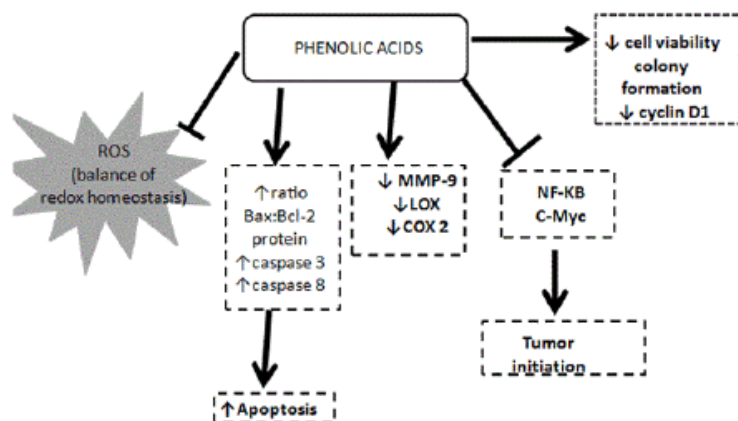 PHENOLIC ACIDS
↓ cell viability
colony
formation
↓ cyclin D1
ROS
(balance of
redox homeostasis)
↑ratio
Bax:Bcl-2
protein
↑caspase 3
↑caspase 8
↓ MMP-9
↓LOX
↓COX 2
NF-KB
C-Myc
Tumor
initiation
↑Apoptosis